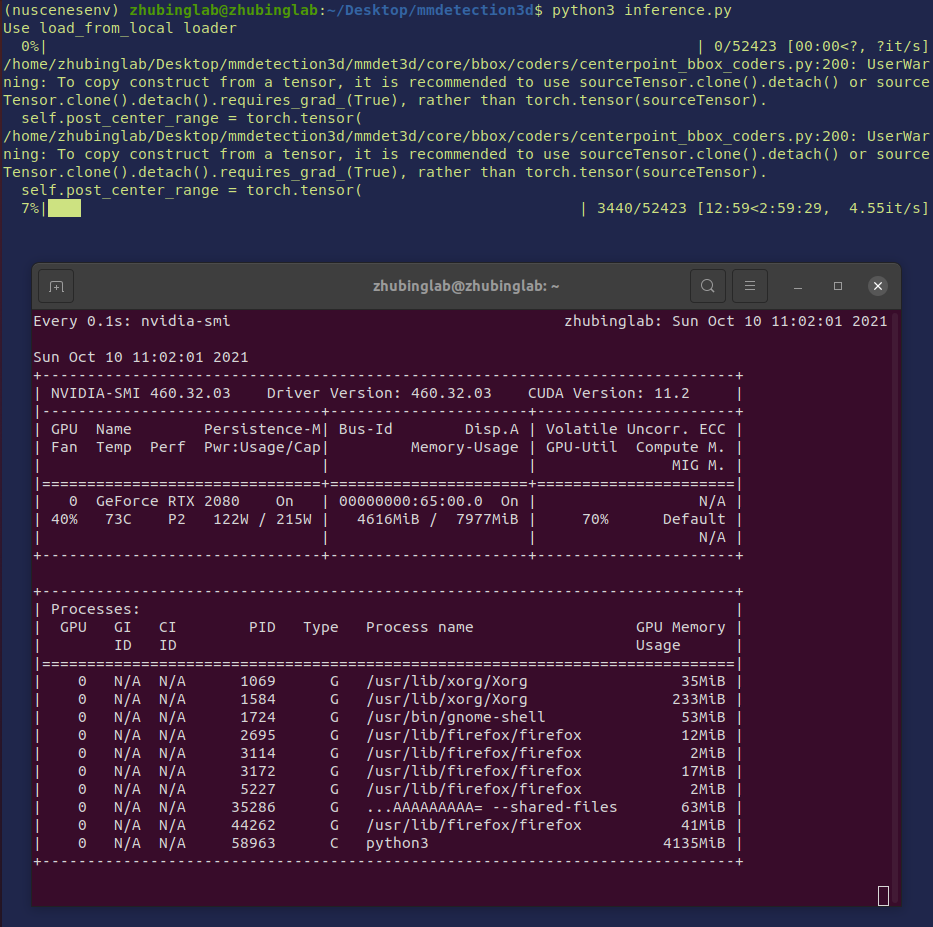 (nuscenesenv) zhubinglab@zhubinglab:~/Desktop/mmdetection3d$ python3 inference.py
Use load_from_local loader
  0%|                                                                         | 0/52423 [00:00<?, ?it/s]
/home/zhubinglab/Desktop/mmdetection3d/mmdet3d/core/bbox/coders/centerpoint_bbox_coders.py:200: UserWar
ning: To copy construct from a tensor, it is recommended to use sourceTensor.clone().detach() or source
Tensor.clone().detach().requires_grad_(True), rather than torch.tensor(sourceTensor).
  self.post_center_range = torch.tensor(
/home/zhubinglab/Desktop/mmdetection3d/mmdet3d/core/bbox/coders/centerpoint_bbox_coders.py:200: UserWar
ning: To copy construct from a tensor, it is recommended to use sourceTensor.clone().detach() or source
Tensor.clone().detach().requires_grad_(True), rather than torch.tensor(sourceTensor).
  self.post_center_range = torch.tensor(
  7%|                                                            | 3440/52423 [12:59<2:59:29,  4.55it/s]
zhubinglab@zhubinglab: ~
Every 0.1s: nvidia-smi                                     zhubinglab: Sun Oct 10 11:02:01 2021
Sun Oct 10 11:02:01 2021
+-----------------------------------------------------------------------------+
| NVIDIA-SMI 460.32.03    Driver Version: 460.32.03    CUDA Version: 11.2     |
|-------------------------------+----------------------+----------------------+
| GPU  Name        Persistence-M| Bus-Id        Disp.A | Volatile Uncorr. ECC |
| Fan  Temp  Perf  Pwr:Usage/Cap|         Memory-Usage | GPU-Util  Compute M. |
|                               |                      |               MIG M. |
|===============================+======================+======================|
|   0  GeForce RTX 2080    On   | 00000000:65:00.0  On |                  N/A |
| 40%   73C    P2   122W / 215W |   4616MiB /  7977MiB |     70%      Default |
|                               |                      |                  N/A |
+-------------------------------+----------------------+----------------------+
+-----------------------------------------------------------------------------+
| Processes:                                                                  |
|  GPU   GI   CI        PID   Type   Process name                  GPU Memory |
|        ID   ID                                                   Usage      |
|=============================================================================|
|    0   N/A  N/A      1069      G   /usr/lib/xorg/Xorg                 35MiB |
|    0   N/A  N/A      1584      G   /usr/lib/xorg/Xorg                233MiB |
|    0   N/A  N/A      1724      G   /usr/bin/gnome-shell               53MiB |
|    0   N/A  N/A      2695      G   /usr/lib/firefox/firefox           12MiB |
|    0   N/A  N/A      3114      G   /usr/lib/firefox/firefox            2MiB |
|    0   N/A  N/A      3172      G   /usr/lib/firefox/firefox           17MiB |
|    0   N/A  N/A      5227      G   /usr/lib/firefox/firefox            2MiB |
|    0   N/A  N/A     35286      G   ...AAAAAAAAA= --shared-files       63MiB |
|    0   N/A  N/A     44262      G   /usr/lib/firefox/firefox           41MiB |
|    0   N/A  N/A     58963      C   python3                          4135MiB |
+-----------------------------------------------------------------------------+